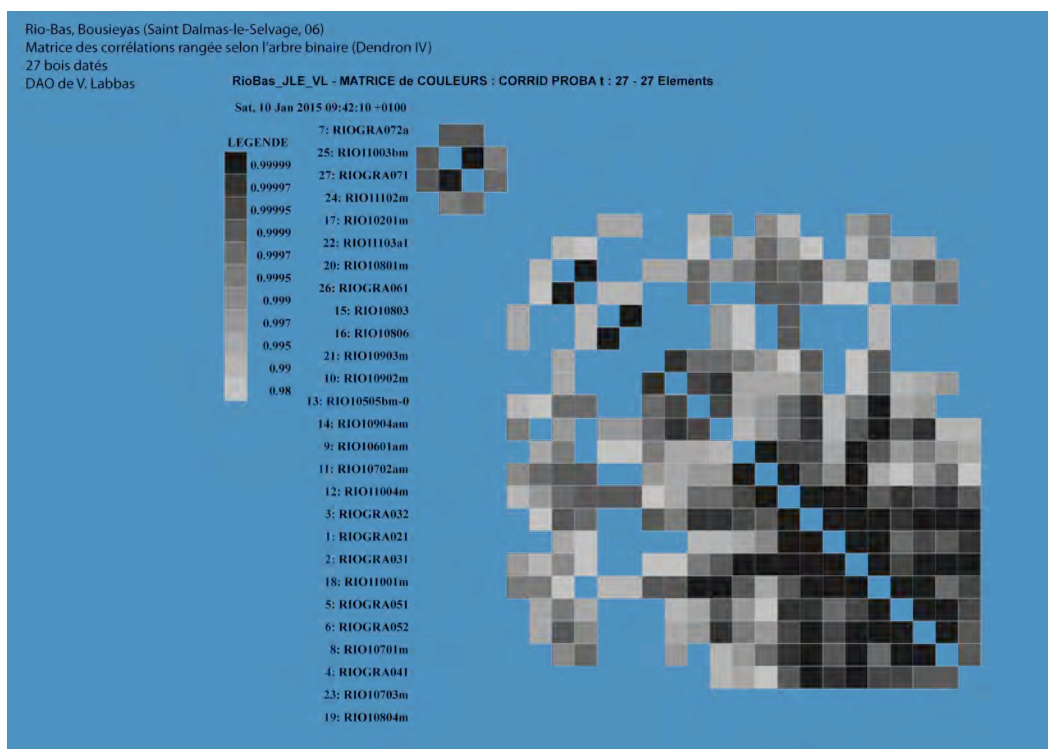 Rio-Bas, Bousieyas (Saint Dalmas-le-Selvage, 06)
Matrice des corrélations rangée selon l'arbre binaire (Dendron IV)
27 bois datés
DAO de V. Labbas
RioBas_JLE_VL - MATRICE de COULEURS : CORRID PROBA t : 27 - 27 Elements
Sat, 10 Jan 2015 09:42:10 +0100
LEGENDE
0.99999
0.99997
0.99995
0.9999
0.9997
0.9995
0.999
0.997
0.995
0.99
0.98
7: RIOGRA072a
25: RIO11003bm
27: RIOGRA071
24: RIO11102m
17: RIO10201m
22: RIO11103a1
20: RIO10801m
26: RIOGRA061
15: RIO10803
16: RIO10806
21: RIO10903m
10: RIO10902m
13: RIO10505bm-0
14: RIO10904am
9: RIO10601am
11: RIO10702am
12: RIO11004m
3: RIOGRA032
1: RIOGRA021
2: RIOGRA031
18: RIO11001m
5: RIOGRA051
6: RIOGRA052
8: RIO10701m
4: RIOGRA041
23: RIO10703m
19: RIO10804m